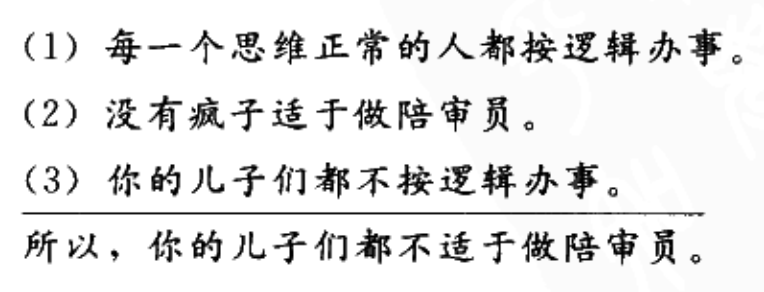 (1) 每一个思维正常的人都按逻辑办事。
(2) 没有疯子适于做陪审员。
(3) 你的儿子们都不按逻辑办事。
所以，你的儿子们都不适于做陪审员。